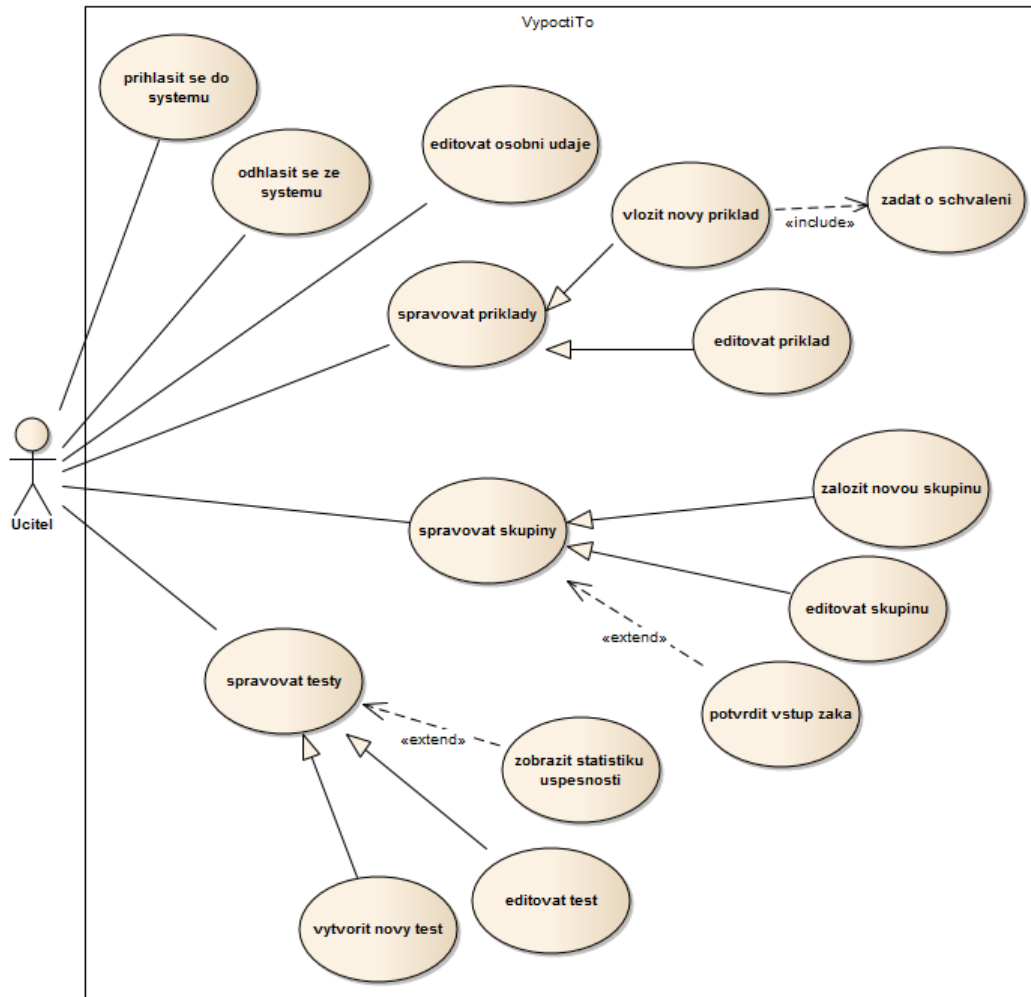 VypoctiTo
prihlasit se do
systemu
editovat osobni udaje
odhlasit se ze
systemu
vlozit novy priklad
«include»
zadat o schvaleni
spravovat priklady
editovat priklad
Ucitel
spravovat skupiny
zalozit novou skupinu
editovat skupinu
«extend»
potvrdit vstup zaka
spravovat testy
«extend»
zobrazit statistiku
uspesnosti
editovat test
vytvorit novy test